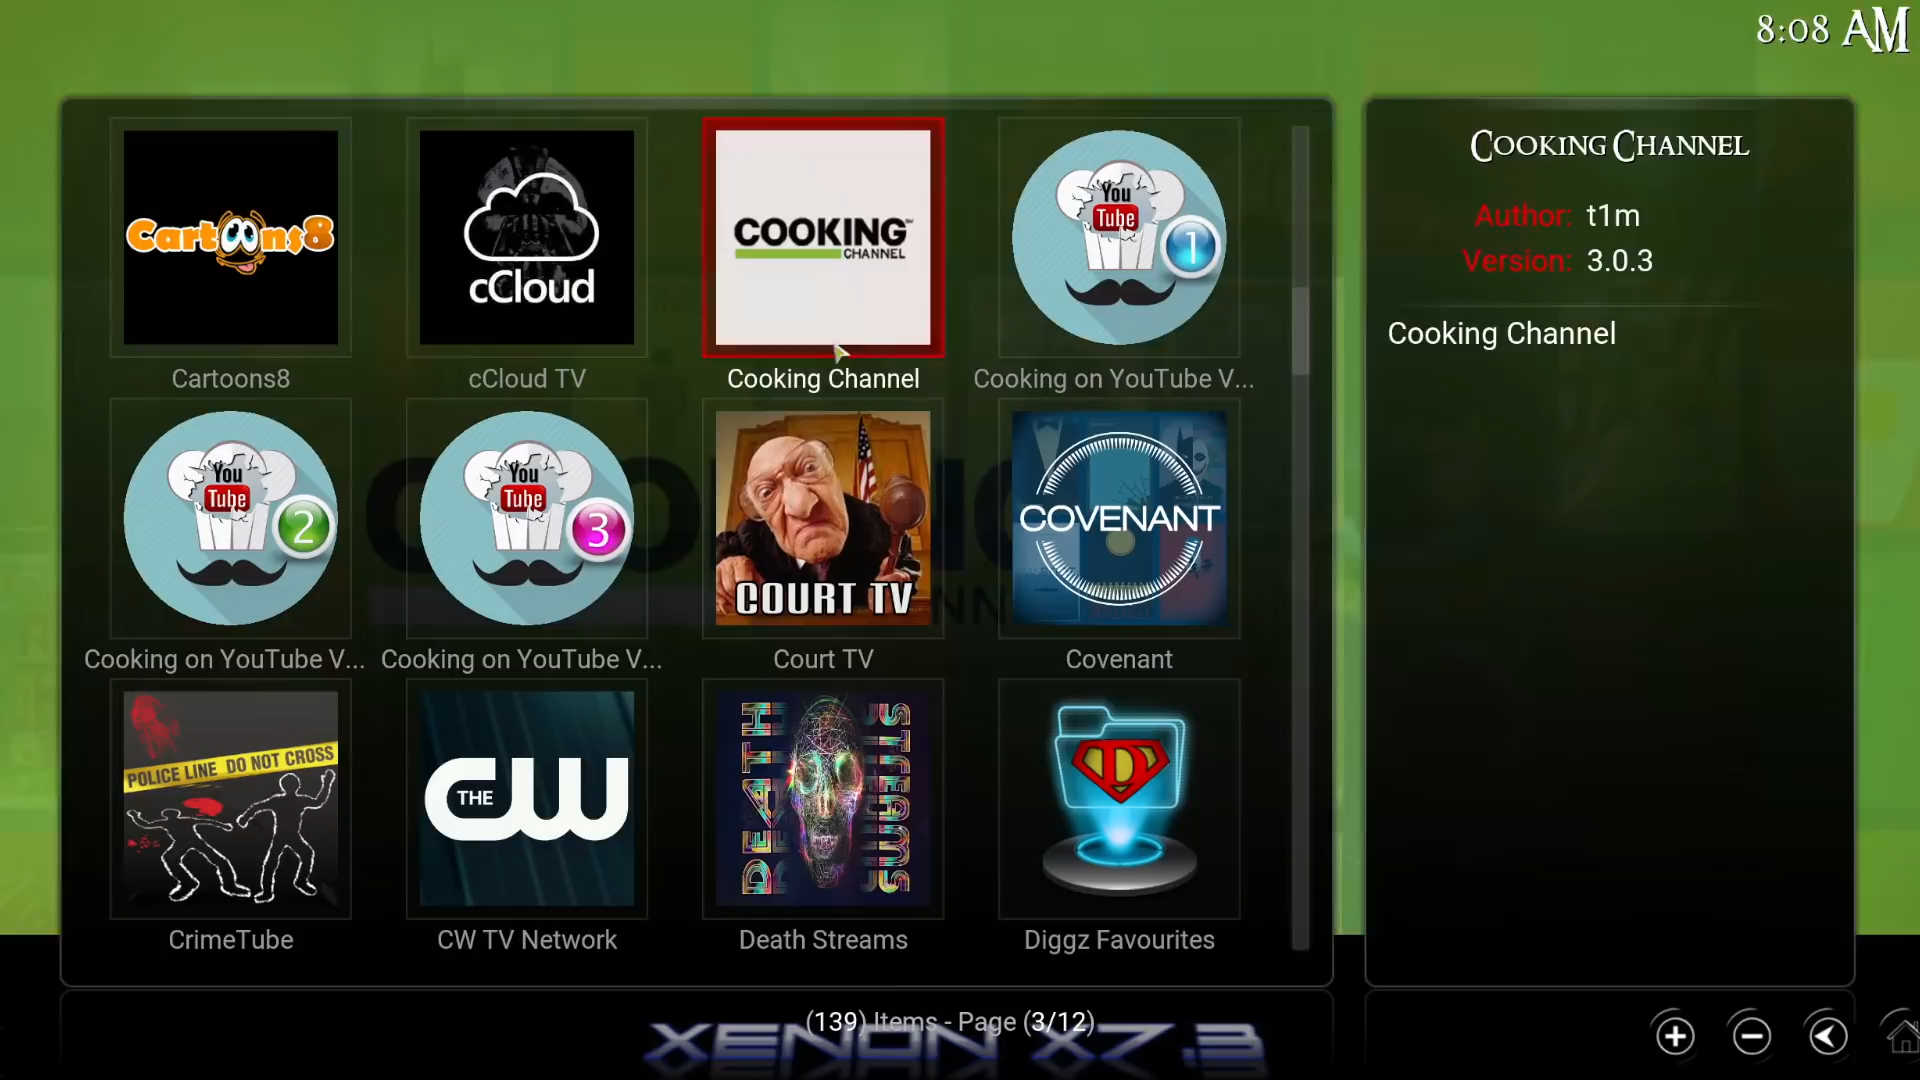 8:08 AM
Cartoons8
cCloud
COOKING
CHANNEL
You
Tube
1
Cartoons8
cCloud TV
Cooking Channel
Cooking on YouTube V...
You
Tube
2
You
Tube
3
COURT TV
COVENANT
Cooking on YouTube V...
Cooking on YouTube V...
Court TV
Covenant
POLICE LINE DO NOT CROSS
THE CW
DEATH
STREAMS
D
CrimeTube
CW TV Network
Death Streams
Diggz Favourites
(139) Items - Page (3/12)
XENON X7.3
Cooking Channel
Author: t1m
Version: 3.0.3
Cooking Channel